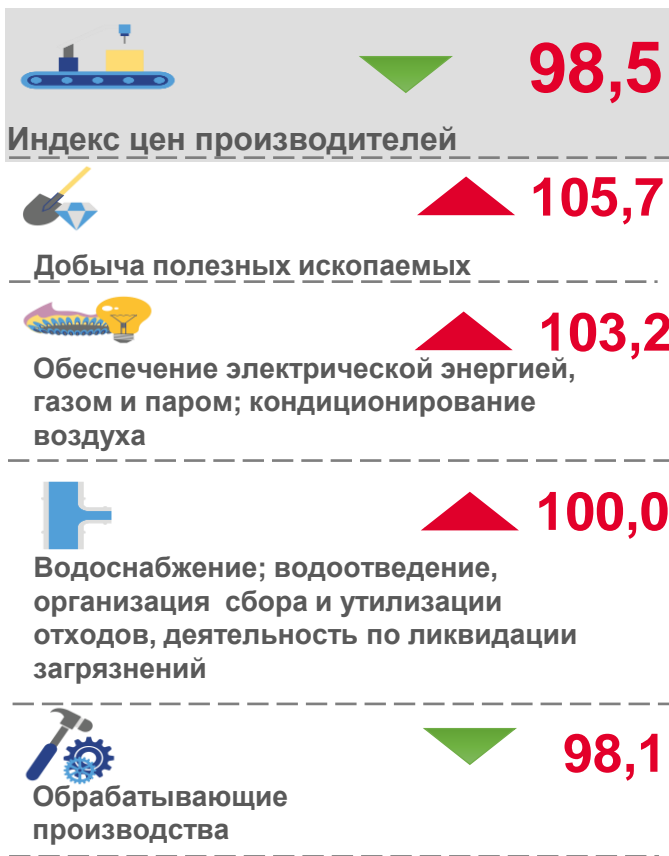 98,5
Индекс цен производителей
105,7
Добыча полезных ископаемых
103,2
Обеспечение электрической энергией,
газом и паром; кондиционирование
воздуха
100,0
Водоснабжение; водоотведение,
организация  сбора и утилизации
отходов, деятельность по ликвидации
загрязнений
98,1
Обрабатывающие
производства